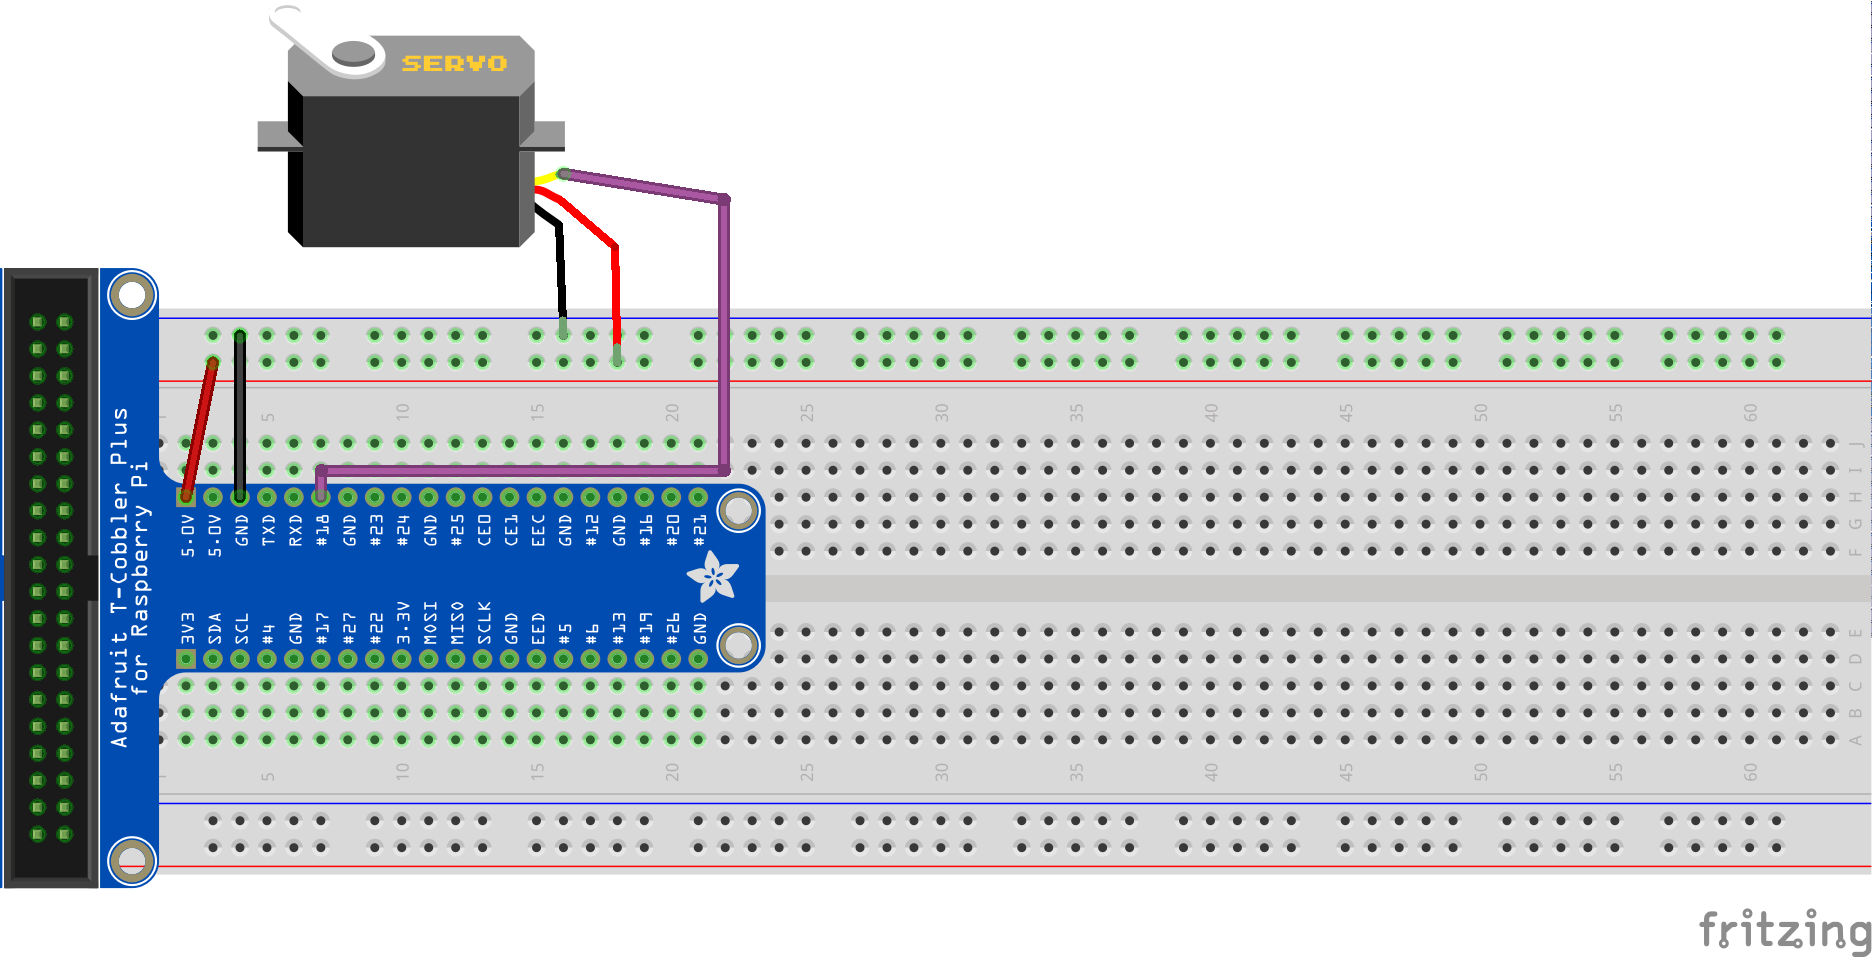 SERVO
5 10 15 20 25 30 35 40 45 50 55 60
J
I
H
G
F
5.0V 5.0V GND TXD RXD #18 GND #23 #24 GND #25 CE0 CE1 EEC GND #12 GND #16 #20 #21
Adafruit T-Cobbler Plus
for Raspberry Pi
3V3 SDA SCL #4 GND #17 #27 #22 3.3V MOSI MISO SCLK GND EED #5 #6 #13 #19 #26 GND
E
D
C
B
A
5 10 15 20 25 30 35 40 45 50 55 60
fritzing